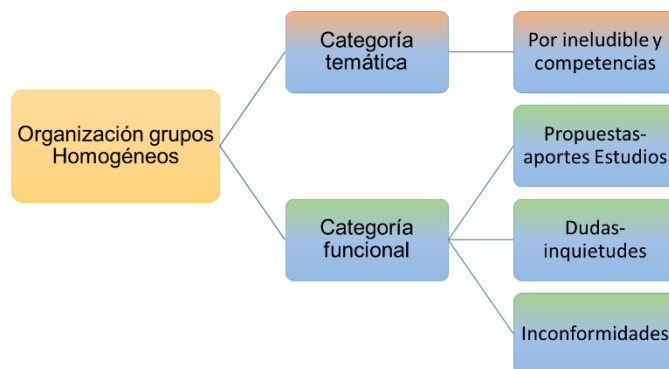 Categoría
temática
Por ineludible y
competencias
Organización grupos
Homogéneos
Propuestas-
aportes Estudios
Categoría
funcional
Dudas-
inquietudes
Inconformidades